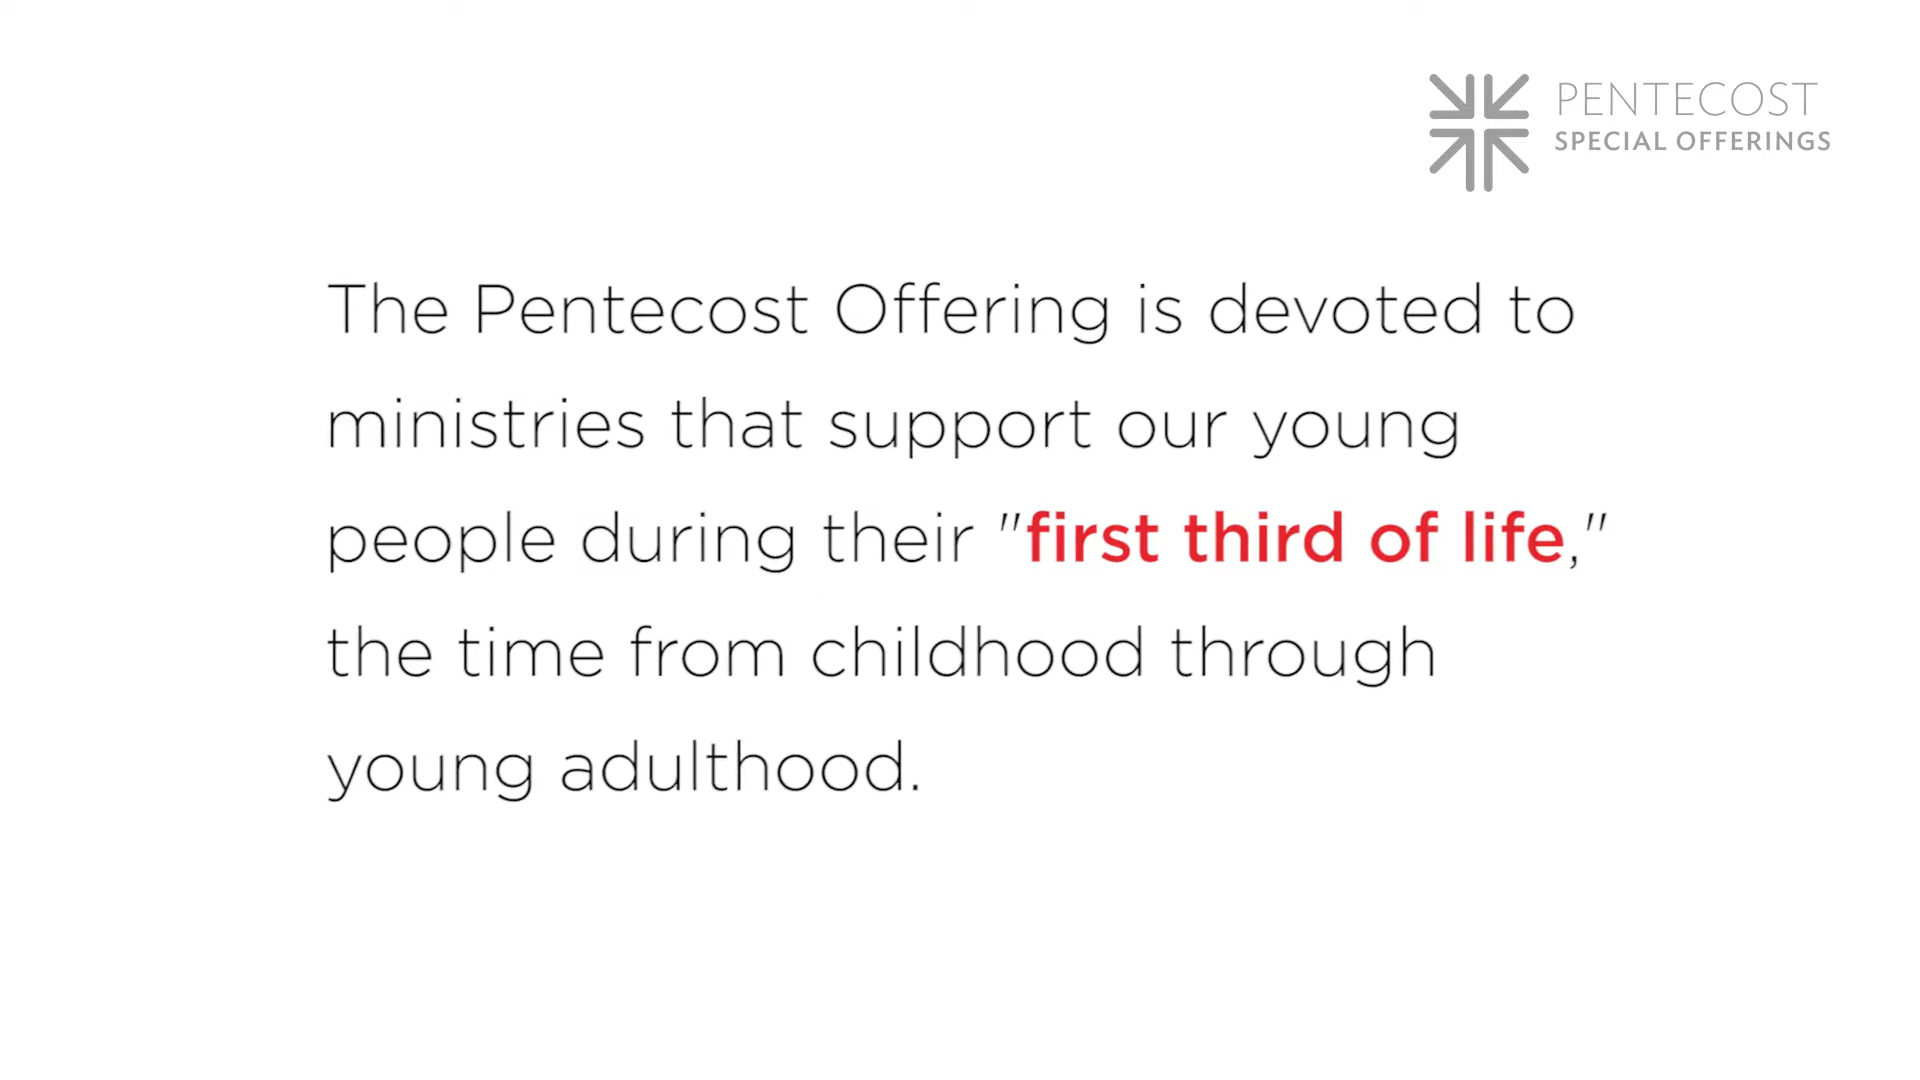 PENTECOST
SPECIAL OFFERINGS
The Pentecost Offering is devoted to
ministries that support our young
people during their "first third of life,"
the time from childhood through
young adulthood.